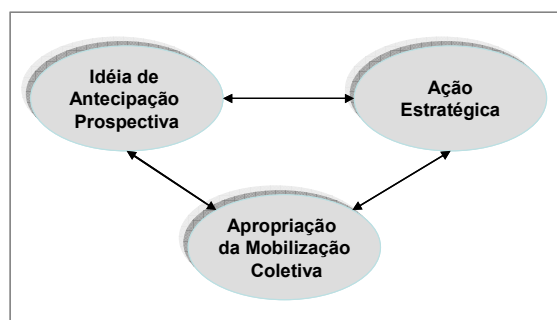 Idéia de
Antecipação
Prospectiva
Ação
Estratégica
Apropriação
da Mobilização
Coletiva